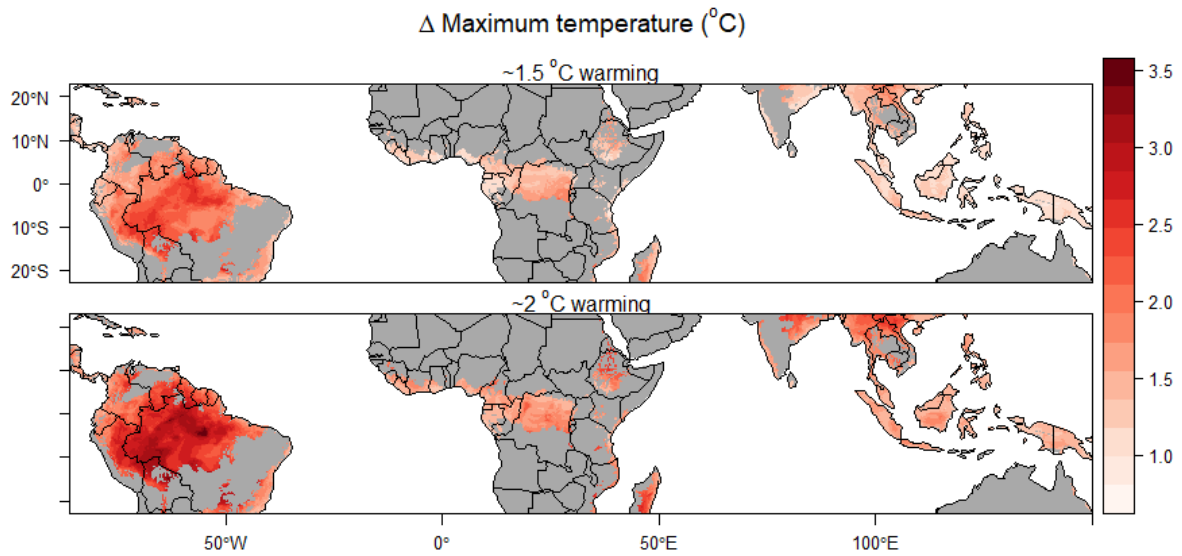 Δ Maximum temperature (°C)
~1.5 °C warming
20°N
10°N
0°
10°S
20°S
~2 °C warming
50°W
0°
50°E
100°E
3.5
3.0
2.5
2.0
1.5
1.0